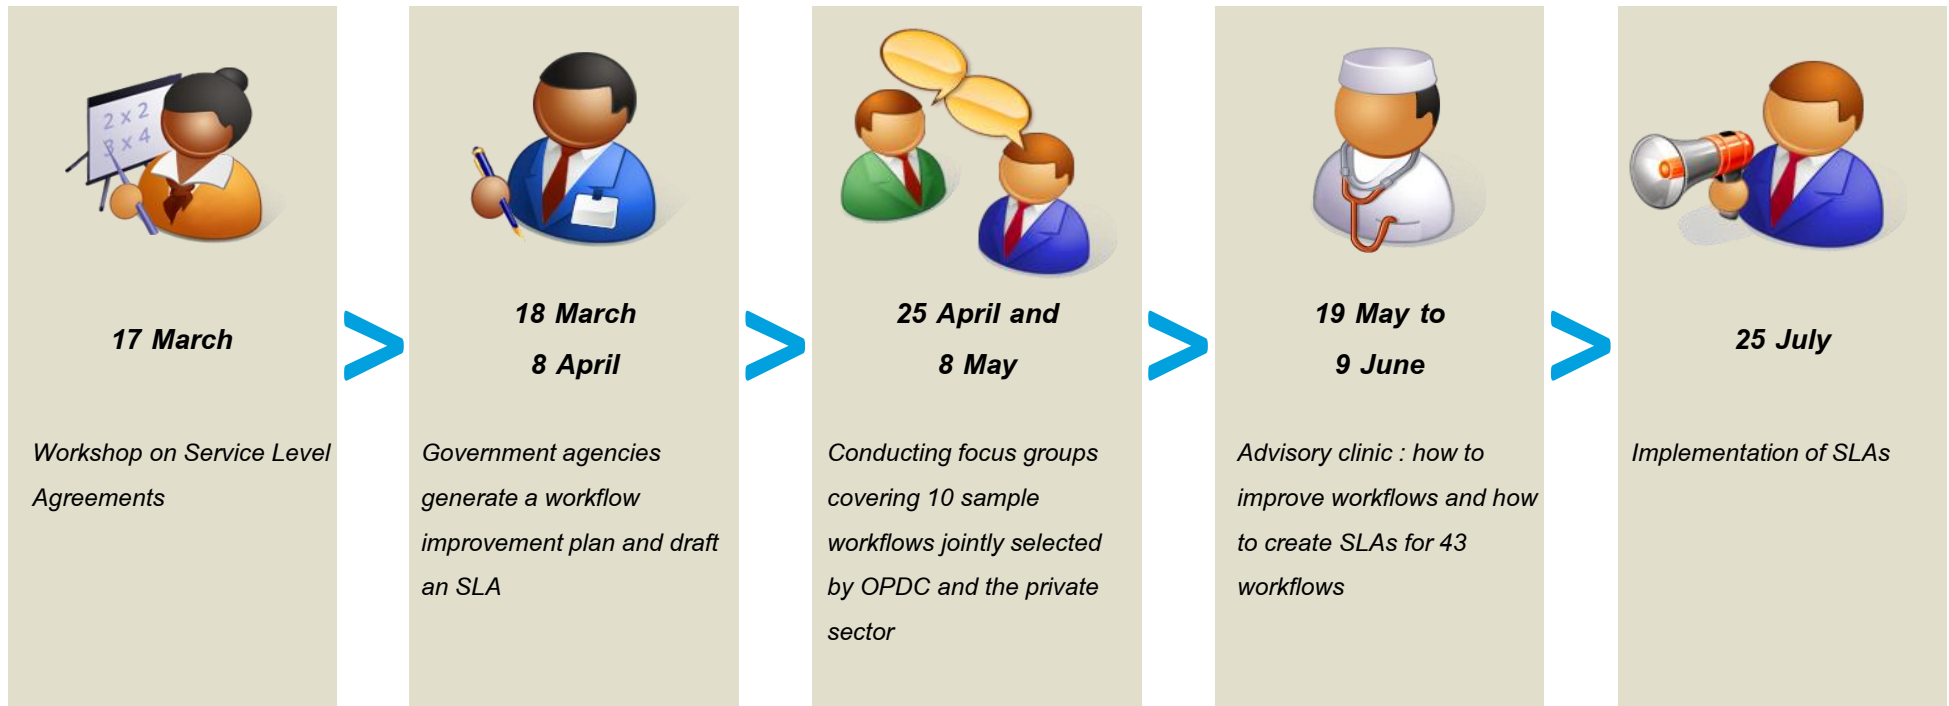 2 x 2
3 x 4
17 March
Workshop on Service Level
Agreements
>
18 March
8 April
Government agencies
generate a workflow
improvement plan and draft
an SLA
>
25 April and
8 May
Conducting focus groups
covering 10 sample
workflows jointly selected
by OPDC and the private
sector
>
19 May to
9 June
Advisory clinic : how to
improve workflows and how
to create SLAs for 43
workflows
>
25 July
Implementation of SLAs